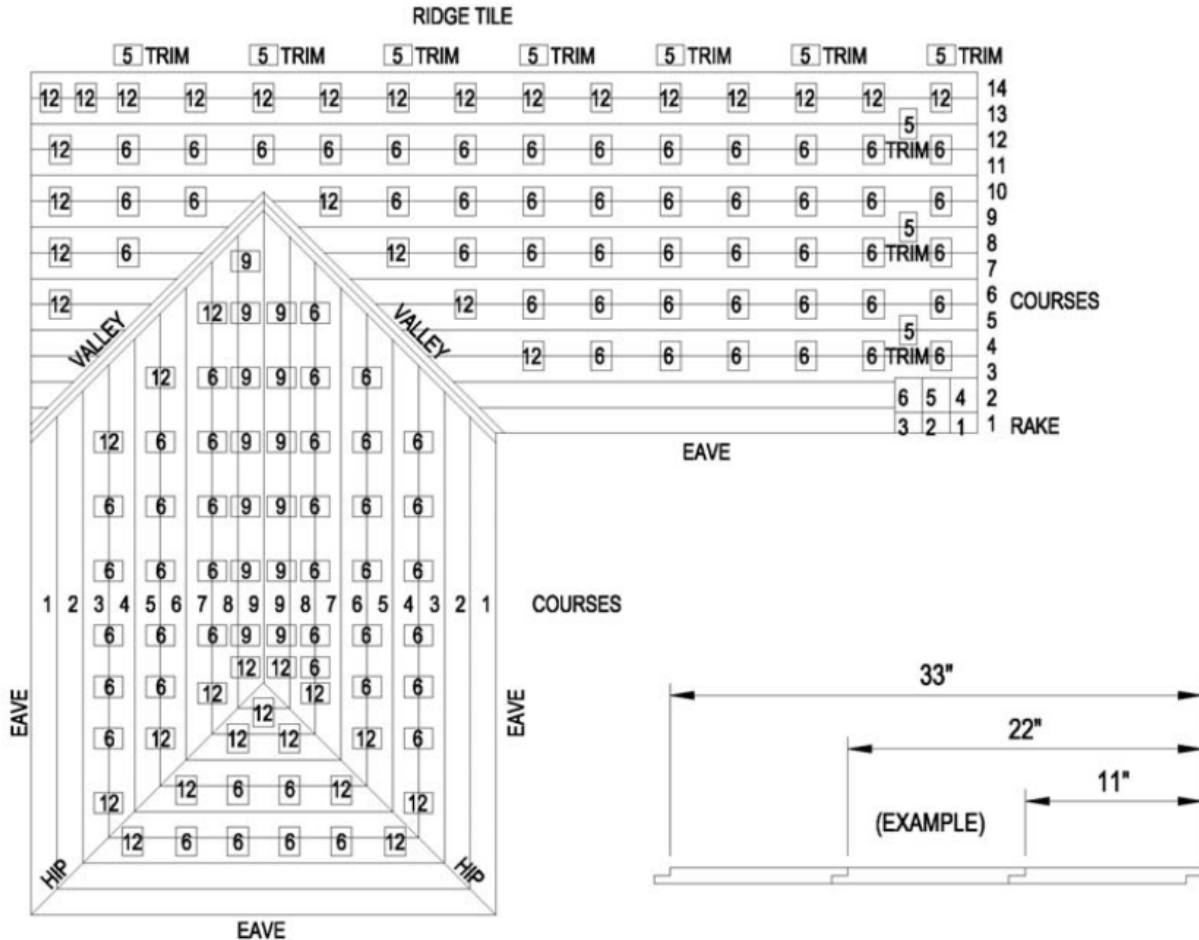 RIDGE TILE
5 TRIM 5 TRIM 5 TRIM 5 TRIM 5 TRIM 5 TRIM 5 TRIM
14
12 12 12 12 12 12 12 12 12 12 12 12 12 12 12
13
5
12
12 6 6 6 6 6 6 6 6 6 6 6 6 TRIM 6
11
10
12 6 6 12 6 6 6 6 6 6 6 6 6
9
5
8
12 6 9 12 6 6 6 6 6 6 6 TRIM 6
7
6 COURSES
12 12 9 9 6 12 6 6 6 6 6 6 6
5
5
VALLEY VALLEY
4
12 6 6 6 6 6 TRIM 6
3
12 6 9 9 6 6
6 5 4 2
3 2 1 1 RAKE
12 6 9 9 6 6 6
EAVE
6 6 6 9 9 6 6 6
6 6 6 9 9 6 6 6
1 2 3 4 5 6 7 8 9 9 8 7 6 5 4 3 2 1 COURSES
6 6 6 9 9 6 6 6
12 12 6
6 6 12 12 6 6
EAVE EAVE
12
6 12 12 12 12 6
12 6 6 12
12 12
12 6 6 6 6 12
HIP HIP
EAVE
33"
22"
11"
(EXAMPLE)